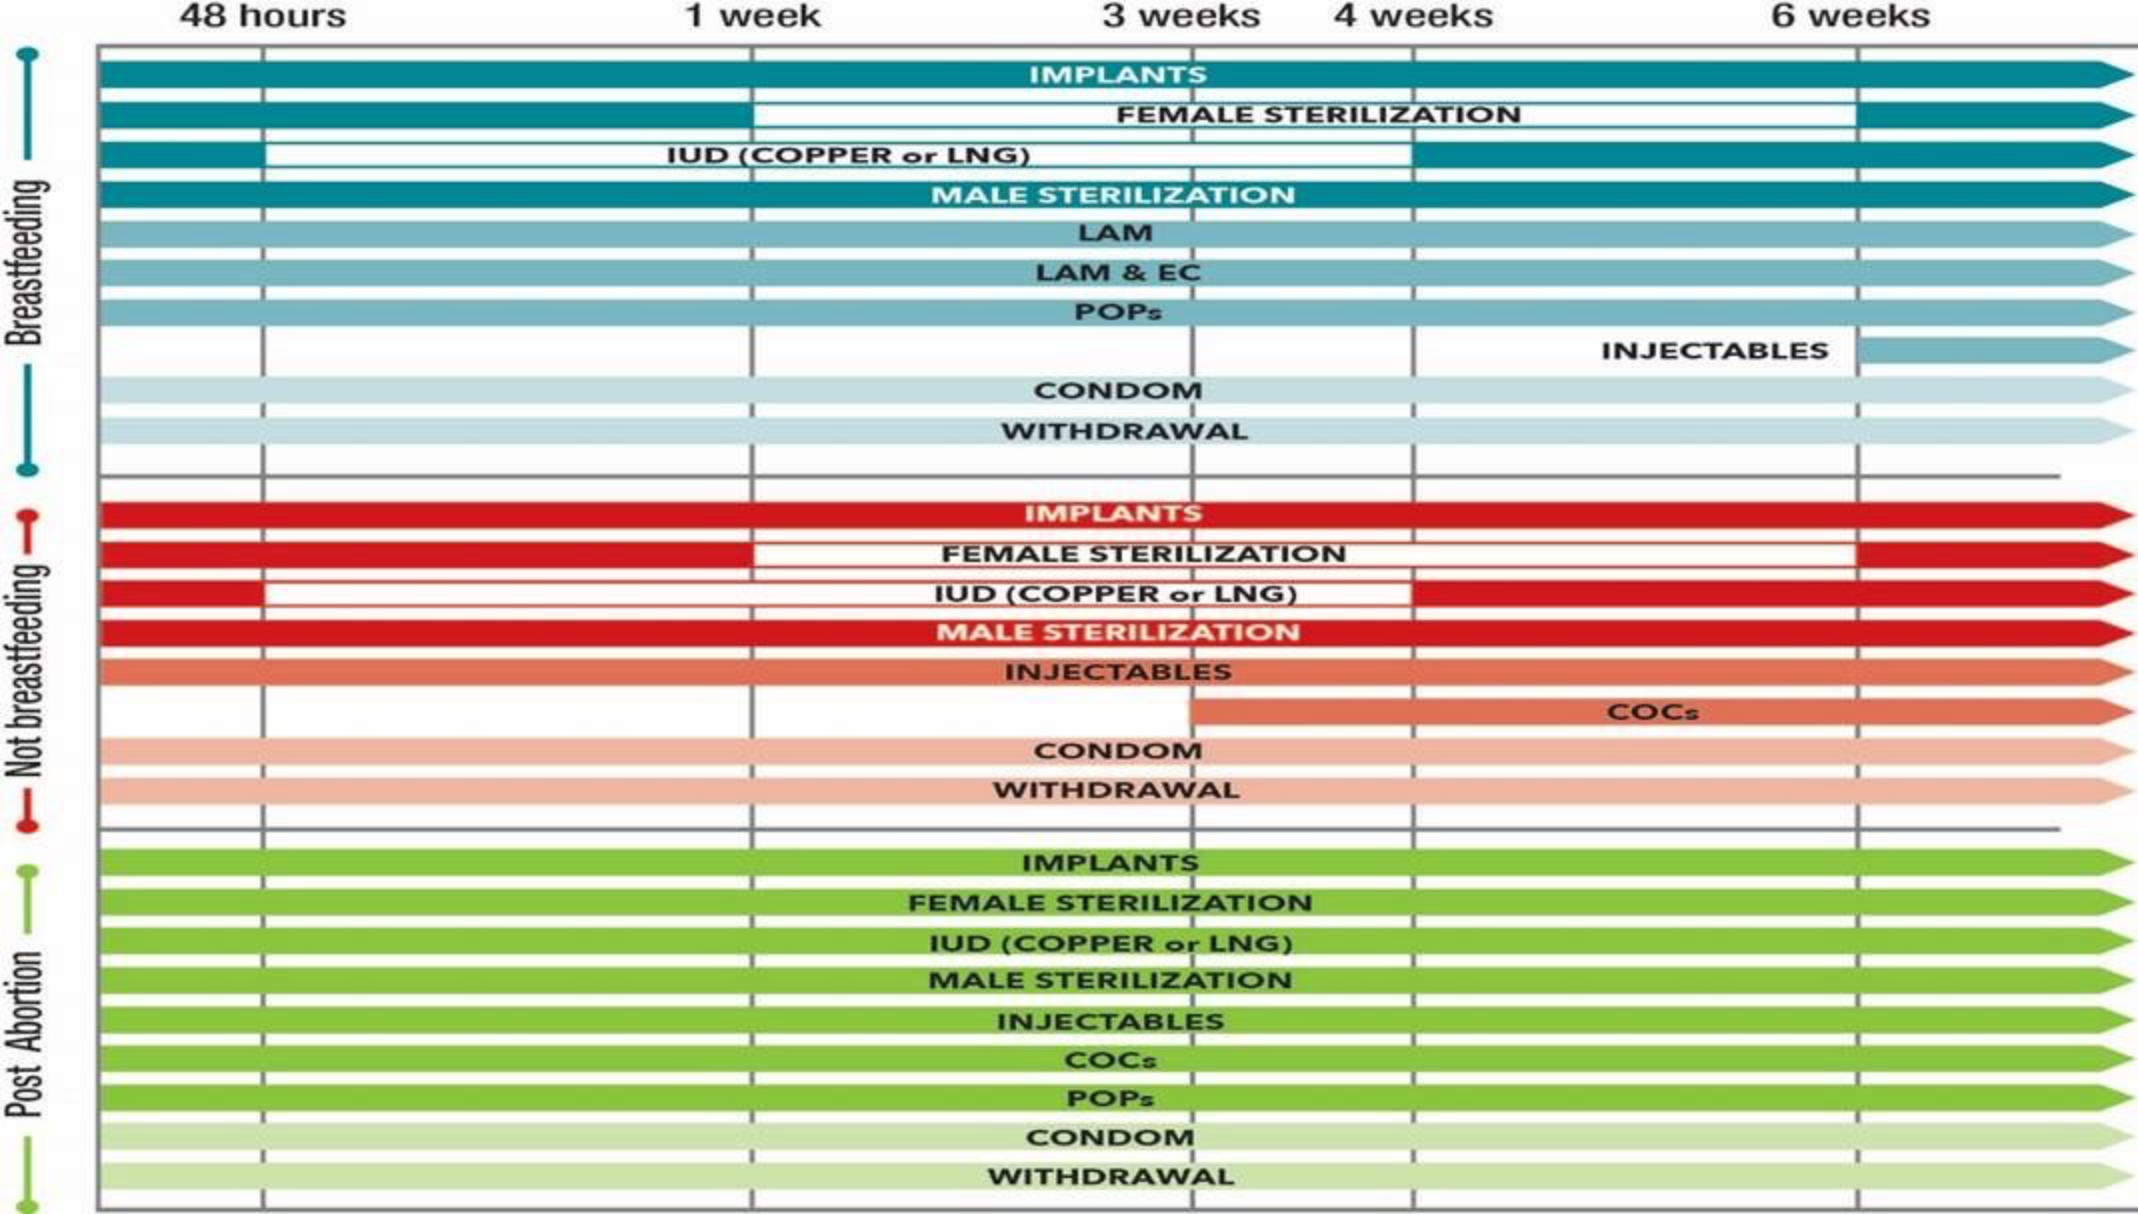 48 hours 1 week 3 weeks 4 weeks 6 weeks
Breastfeeding
IMPLANTS
FEMALE STERILIZATION
IUD (COPPER or LNG)
MALE STERILIZATION
LAM
LAM & EC
POPs
INJECTABLES
CONDOM
WITHDRAWAL
Not breastfeeding
IMPLANTS
FEMALE STERILIZATION
IUD (COPPER or LNG)
MALE STERILIZATION
INJECTABLES
COCs
CONDOM
WITHDRAWAL
Post Abortion
IMPLANTS
FEMALE STERILIZATION
IUD (COPPER or LNG)
MALE STERILIZATION
INJECTABLES
COCs
POPs
CONDOM
WITHDRAWAL